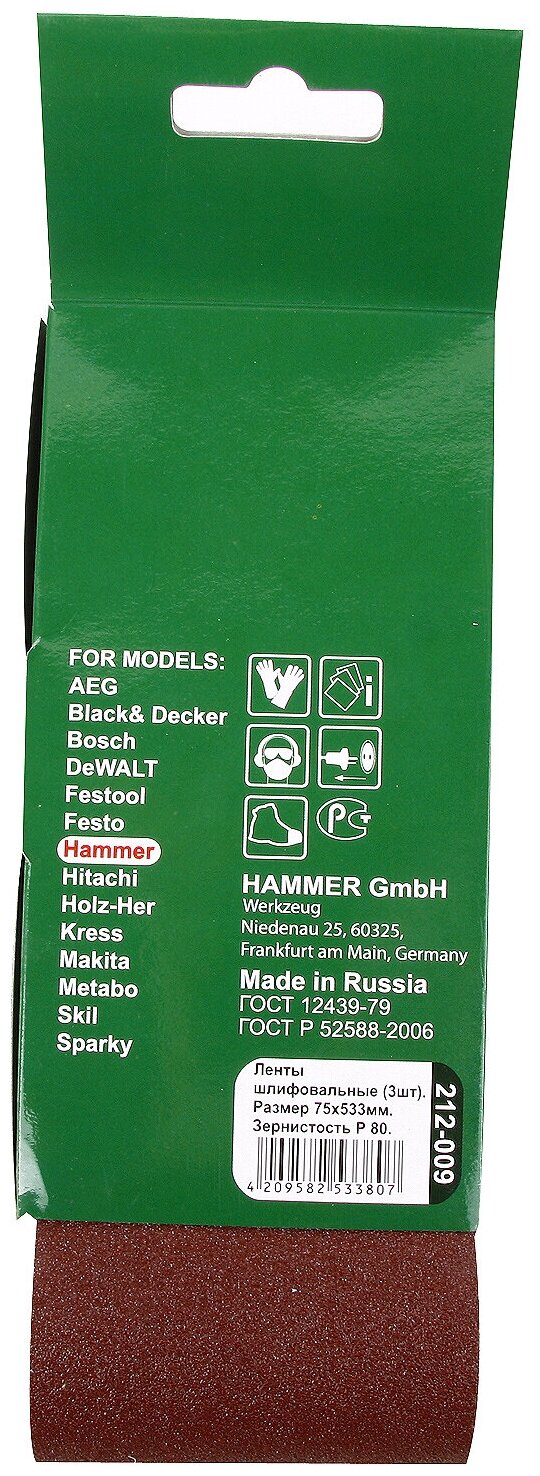 FOR MODELS:
AEG
Black& Decker
Bosch
DeWALT
Festool
Festo
Hammer
Hitachi
Holz-Her
Kress
Makita
Metabo
Skil
Sparky
i
РС
HAMMER GmbH
Werkzeug
Niedenau 25, 60325,
Frankfurt am Main, Germany
Made in Russia
ГОСТ 12439-79
ГОСТ Р 52588-2006
Ленты
шлифовальные (3шт).
Размер 75х533мм.
Зернистость Р 80.
4 209582 533807
212-009